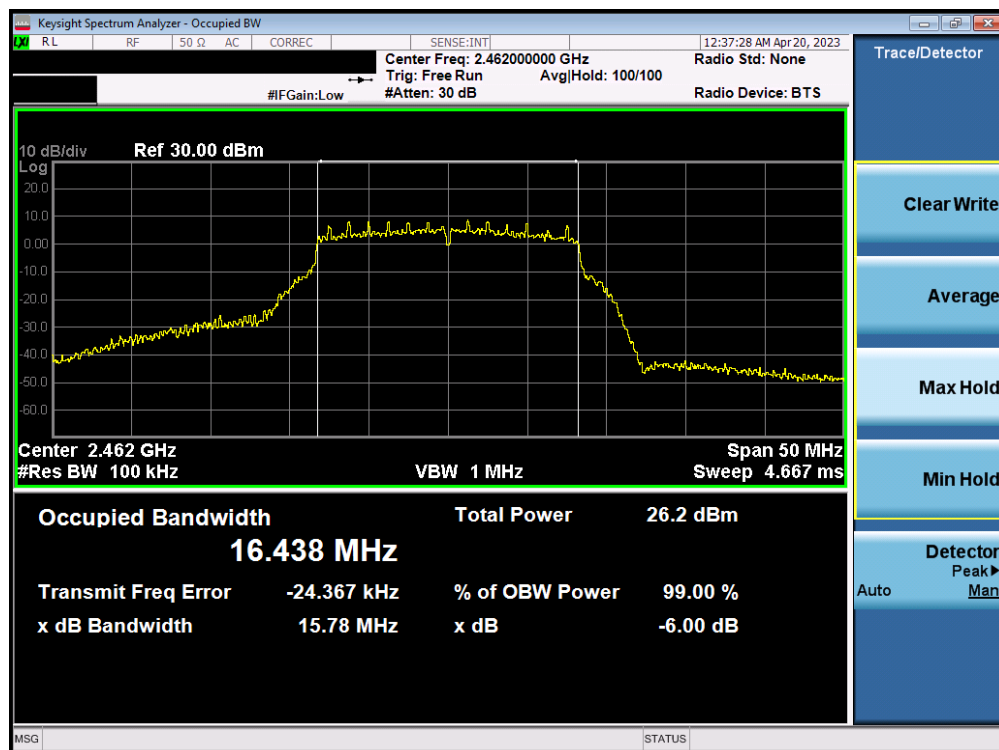 Keysight Spectrum Analyzer - Occupied BW
LXI RL RF 50 Ω AC CORREC SENSE:INT 12:37:28 AM Apr 20, 2023
Center Freq: 2.462000000 GHz Radio Std: None
Trig: Free Run Avg|Hold: 100/100
#IFGain:Low #Atten: 30 dB Radio Device: BTS
10 dB/div Ref 30.00 dBm
Log
20.0
10.0
0.00
-10.0
-20.0
-30.0
-40.0
-50.0
-60.0
Center 2.462 GHz Span 50 MHz
#Res BW 100 kHz VBW 1 MHz Sweep 4.667 ms
Occupied Bandwidth Total Power 26.2 dBm
16.438 MHz
Transmit Freq Error -24.367 kHz % of OBW Power 99.00 %
x dB Bandwidth 15.78 MHz x dB -6.00 dB
MSG STATUS
Trace/Detector
Clear Write
Average
Max Hold
Min Hold
Detector
Peak▶
Auto Man